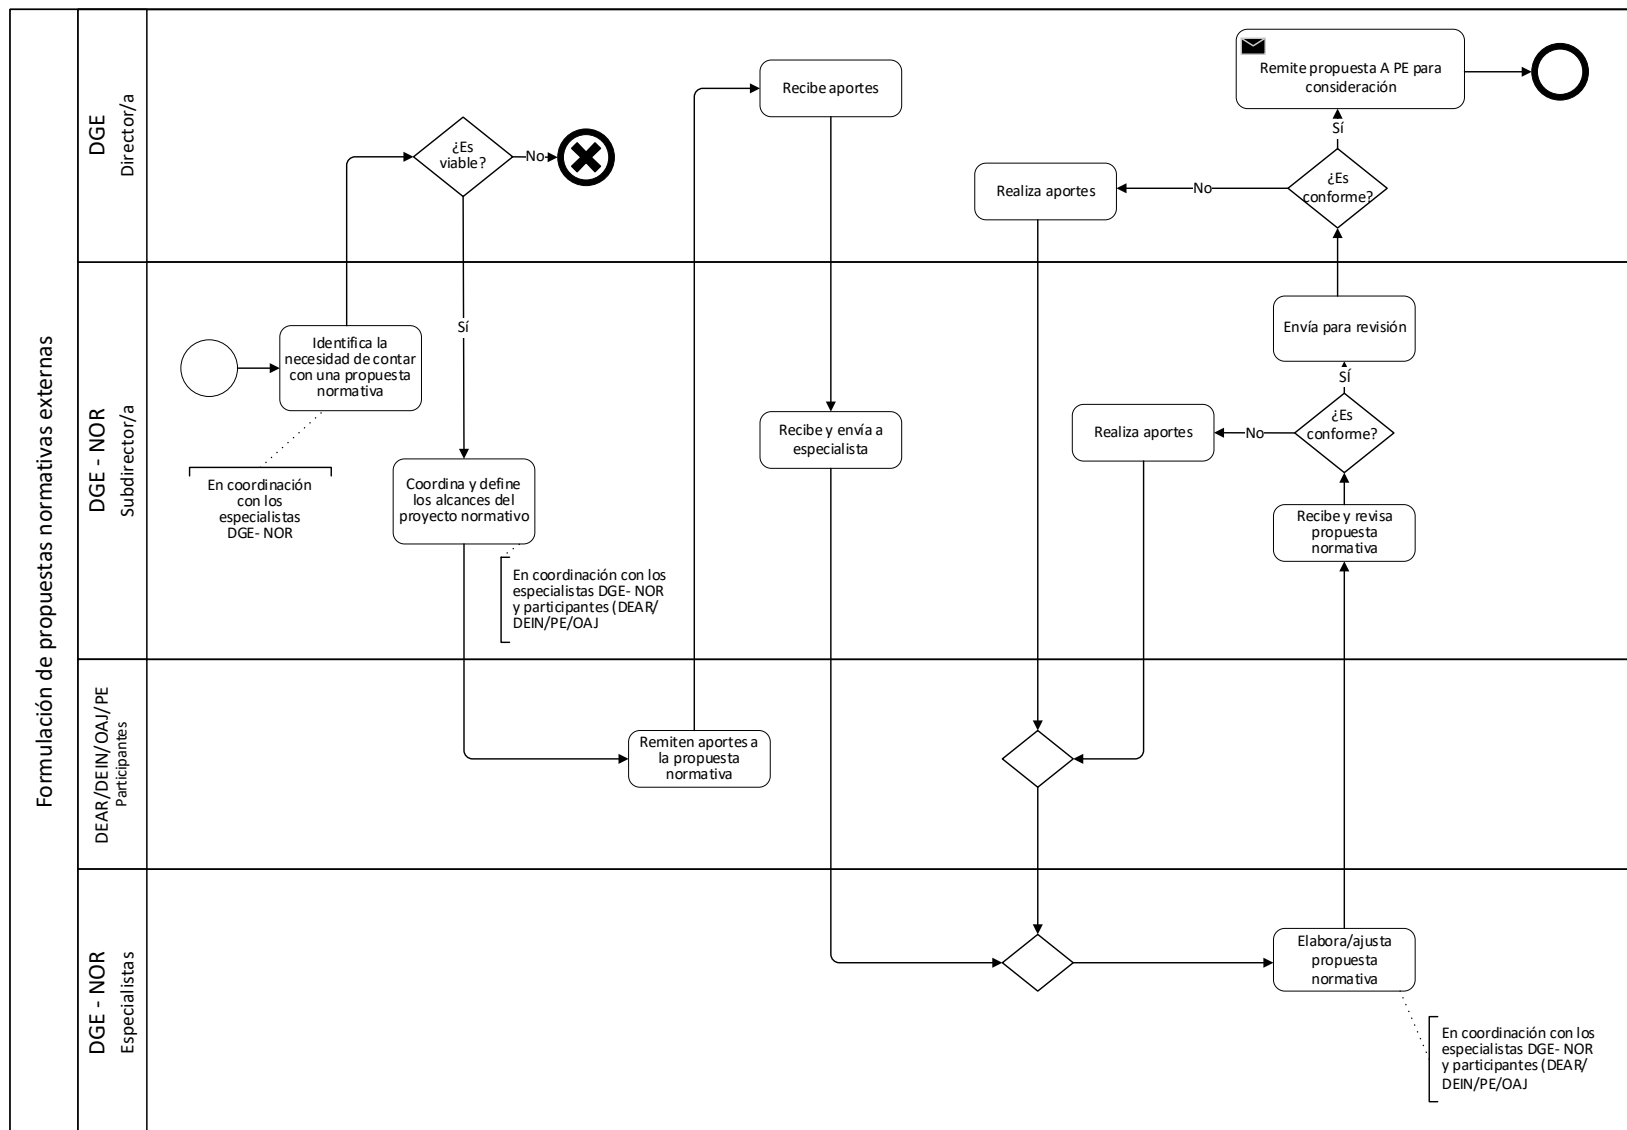 Formulación de propuestas normativas externas
DGE
Director/a
¿Es
viable?
No
Recibe aportes
Remite propuesta A PE para
consideración
Sí
¿Es
conforme?
No
Realiza aportes
DGE - NOR
Subdirector/a
Identifica la
necesidad de contar
con una propuesta
normativa
En coordinación
con los
especialistas
DGE- NOR
Sí
Coordina y define
los alcances del
proyecto normativo
En coordinación con los
especialistas DGE- NOR
y participantes (DEAR/
DEIN/PE/OAJ
Recibe y envía a
especialista
Envía para revisión
Sí
¿Es
conforme?
No
Realiza aportes
Recibe y revisa
propuesta
normativa
DEAR/DEIN/OAJ/PE
Participantes
Remiten aportes a
la propuesta
normativa
DGE - NOR
Especialistas
Elabora/ajusta
propuesta
normativa
En coordinación con los
especialistas DGE- NOR
y participantes (DEAR/
DEIN/PE/OAJ